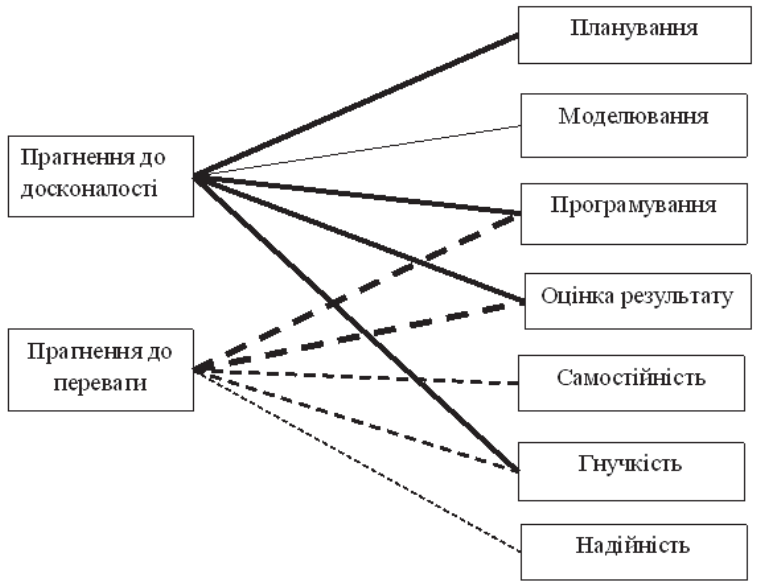 Прагнення до
досконалості
Прагнення до
переваги
Планування
Моделювання
Програмування
Оцінка результату
Самостійність
Гнучкість
Надійність